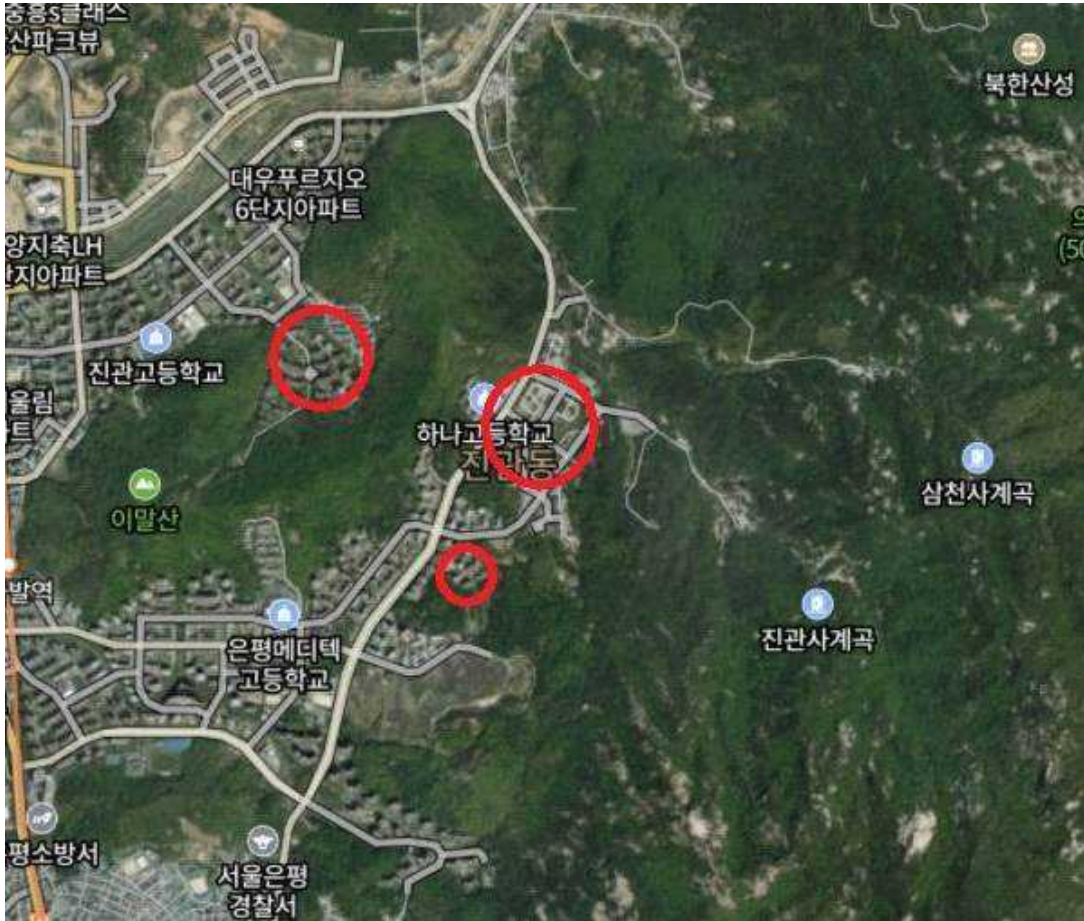 중흥S클래스
산파크뷰
북한산성
대우푸르지오
6단지아파트
양지축LH
단지아파트
(50
진관고등학교
울림
트
하나고등학교
진관동
삼천사계곡
이말산
발역
은평메디텍
고등학교
진관사계곡
평소방서
서울은평
경찰서